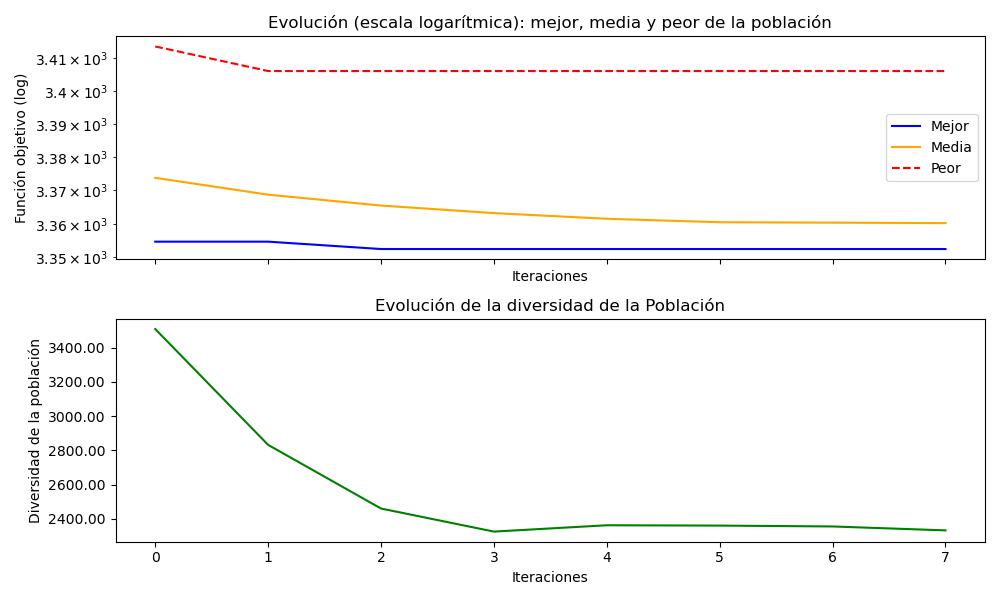 Evolución (escala logarítmica): mejor, media y peor de la población
Función objetivo (log)
3.41 × 10³
3.4 × 10³
3.39 × 10³
3.38 × 10³
3.37 × 10³
3.36 × 10³
3.35 × 10³
Mejor
Media
Peor
Iteraciones
Evolución de la diversidad de la Población
Diversidad de la población
3400.00
3200.00
3000.00
2800.00
2600.00
2400.00
0 1 2 3 4 5 6 7
Iteraciones